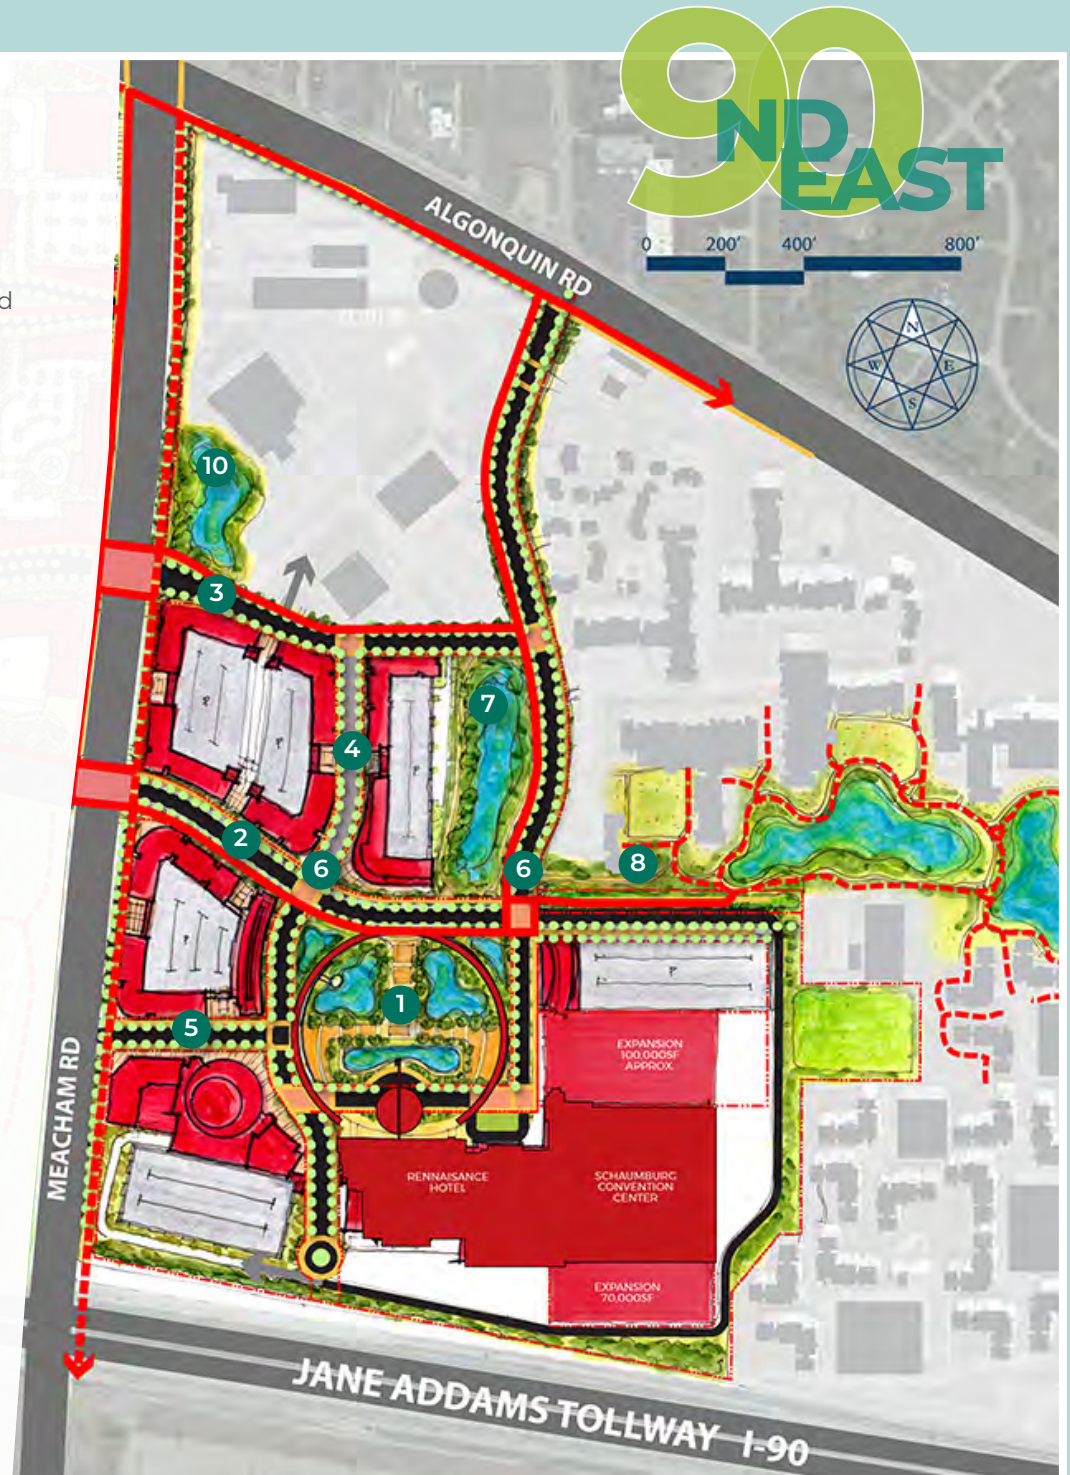 90
ND
EAST
0 200' 400' 800'
N
W E
S
ALGONQUIN RD
d
10
3
7
4
2
6 6
8
1
5
MEACHAM RD
P
P
P
P
P
EXPANSION
100,000SF
APPROX.
RENNAISANCE
HOTEL
SCHAUMBURG
CONVENTION
CENTER
EXPANSION
70,000SF
JANE ADDAMS TOLLWAY I-90